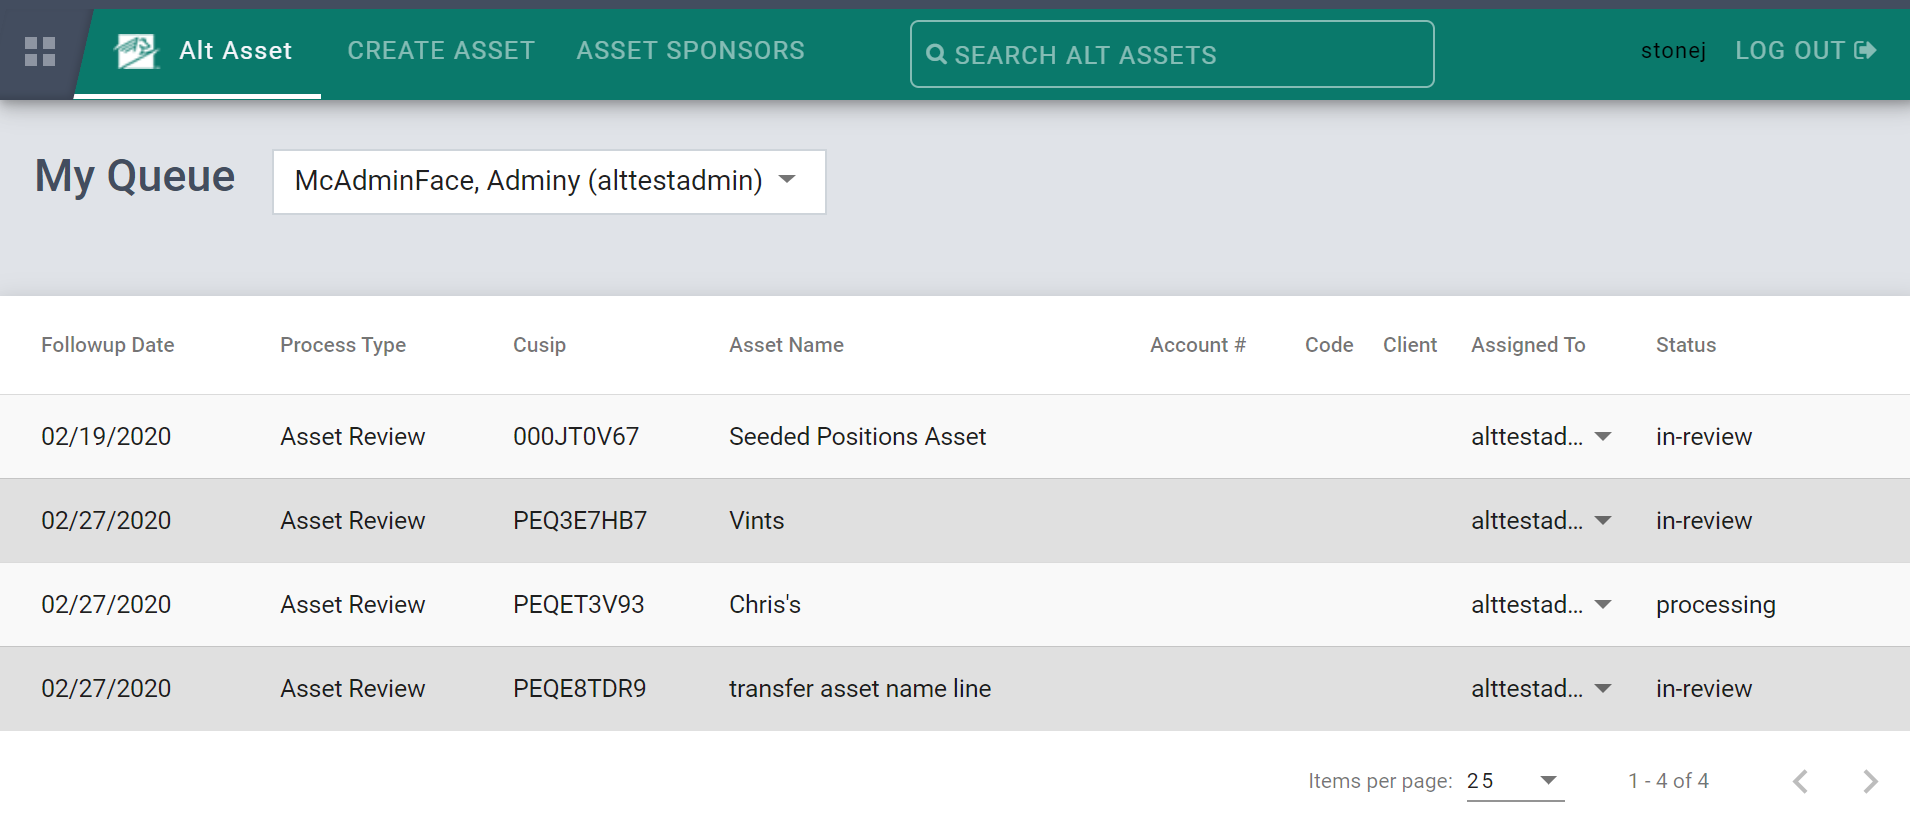 Alt Asset CREATE ASSET ASSET SPONSORS SEARCH ALT ASSETS stonej LOG OUT
My Queue McAdminFace, Adminy (alttestadmin)
Followup Date Process Type Cusip Asset Name Account # Code Client Assigned To Status
02/19/2020 Asset Review 000JT0V67 Seeded Positions Asset alttestad... in-review
02/27/2020 Asset Review PEQ3E7HB7 Vints alttestad... in-review
02/27/2020 Asset Review PEQET3V93 Chris's alttestad... processing
02/27/2020 Asset Review PEQE8TDR9 transfer asset name line alttestad... in-review
Items per page: 25 1 - 4 of 4